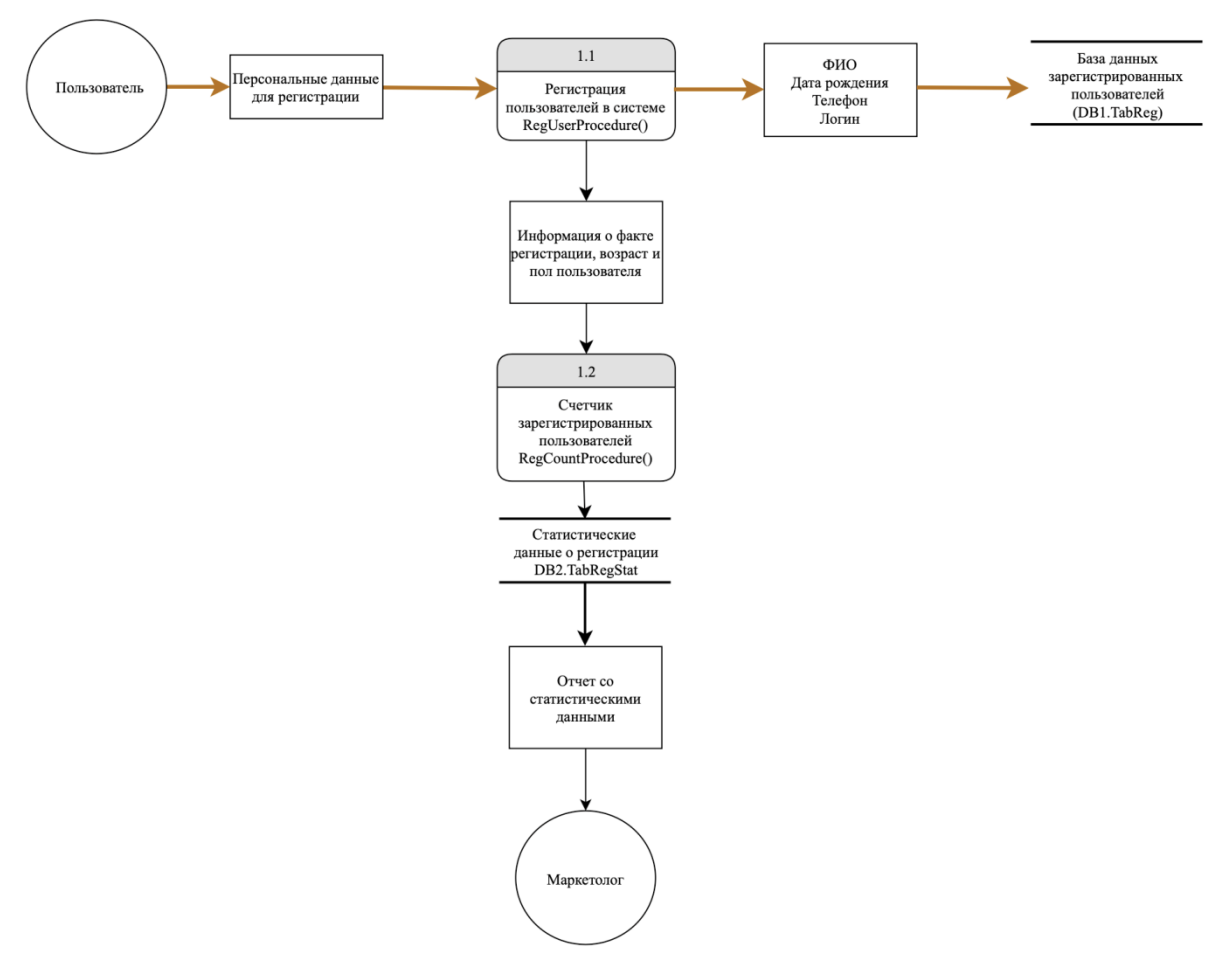 Пользователь
Персональные данные
для регистрации
1.1
Регистрация
пользователей в системе
RegUserProcedure()
ФИО
Дата рождения
Телефон
Логин
База данных
зарегистрированных
пользователей
(DB1.TabReg)
Информация о факте
регистрации, возраст и
пол пользователя
1.2
Счетчик
зарегистрированных
пользователей
RegCountProcedure()
Статистические
данные о регистрации
DB2.TabRegStat
Отчет со
статистическими
данными
Маркетолог